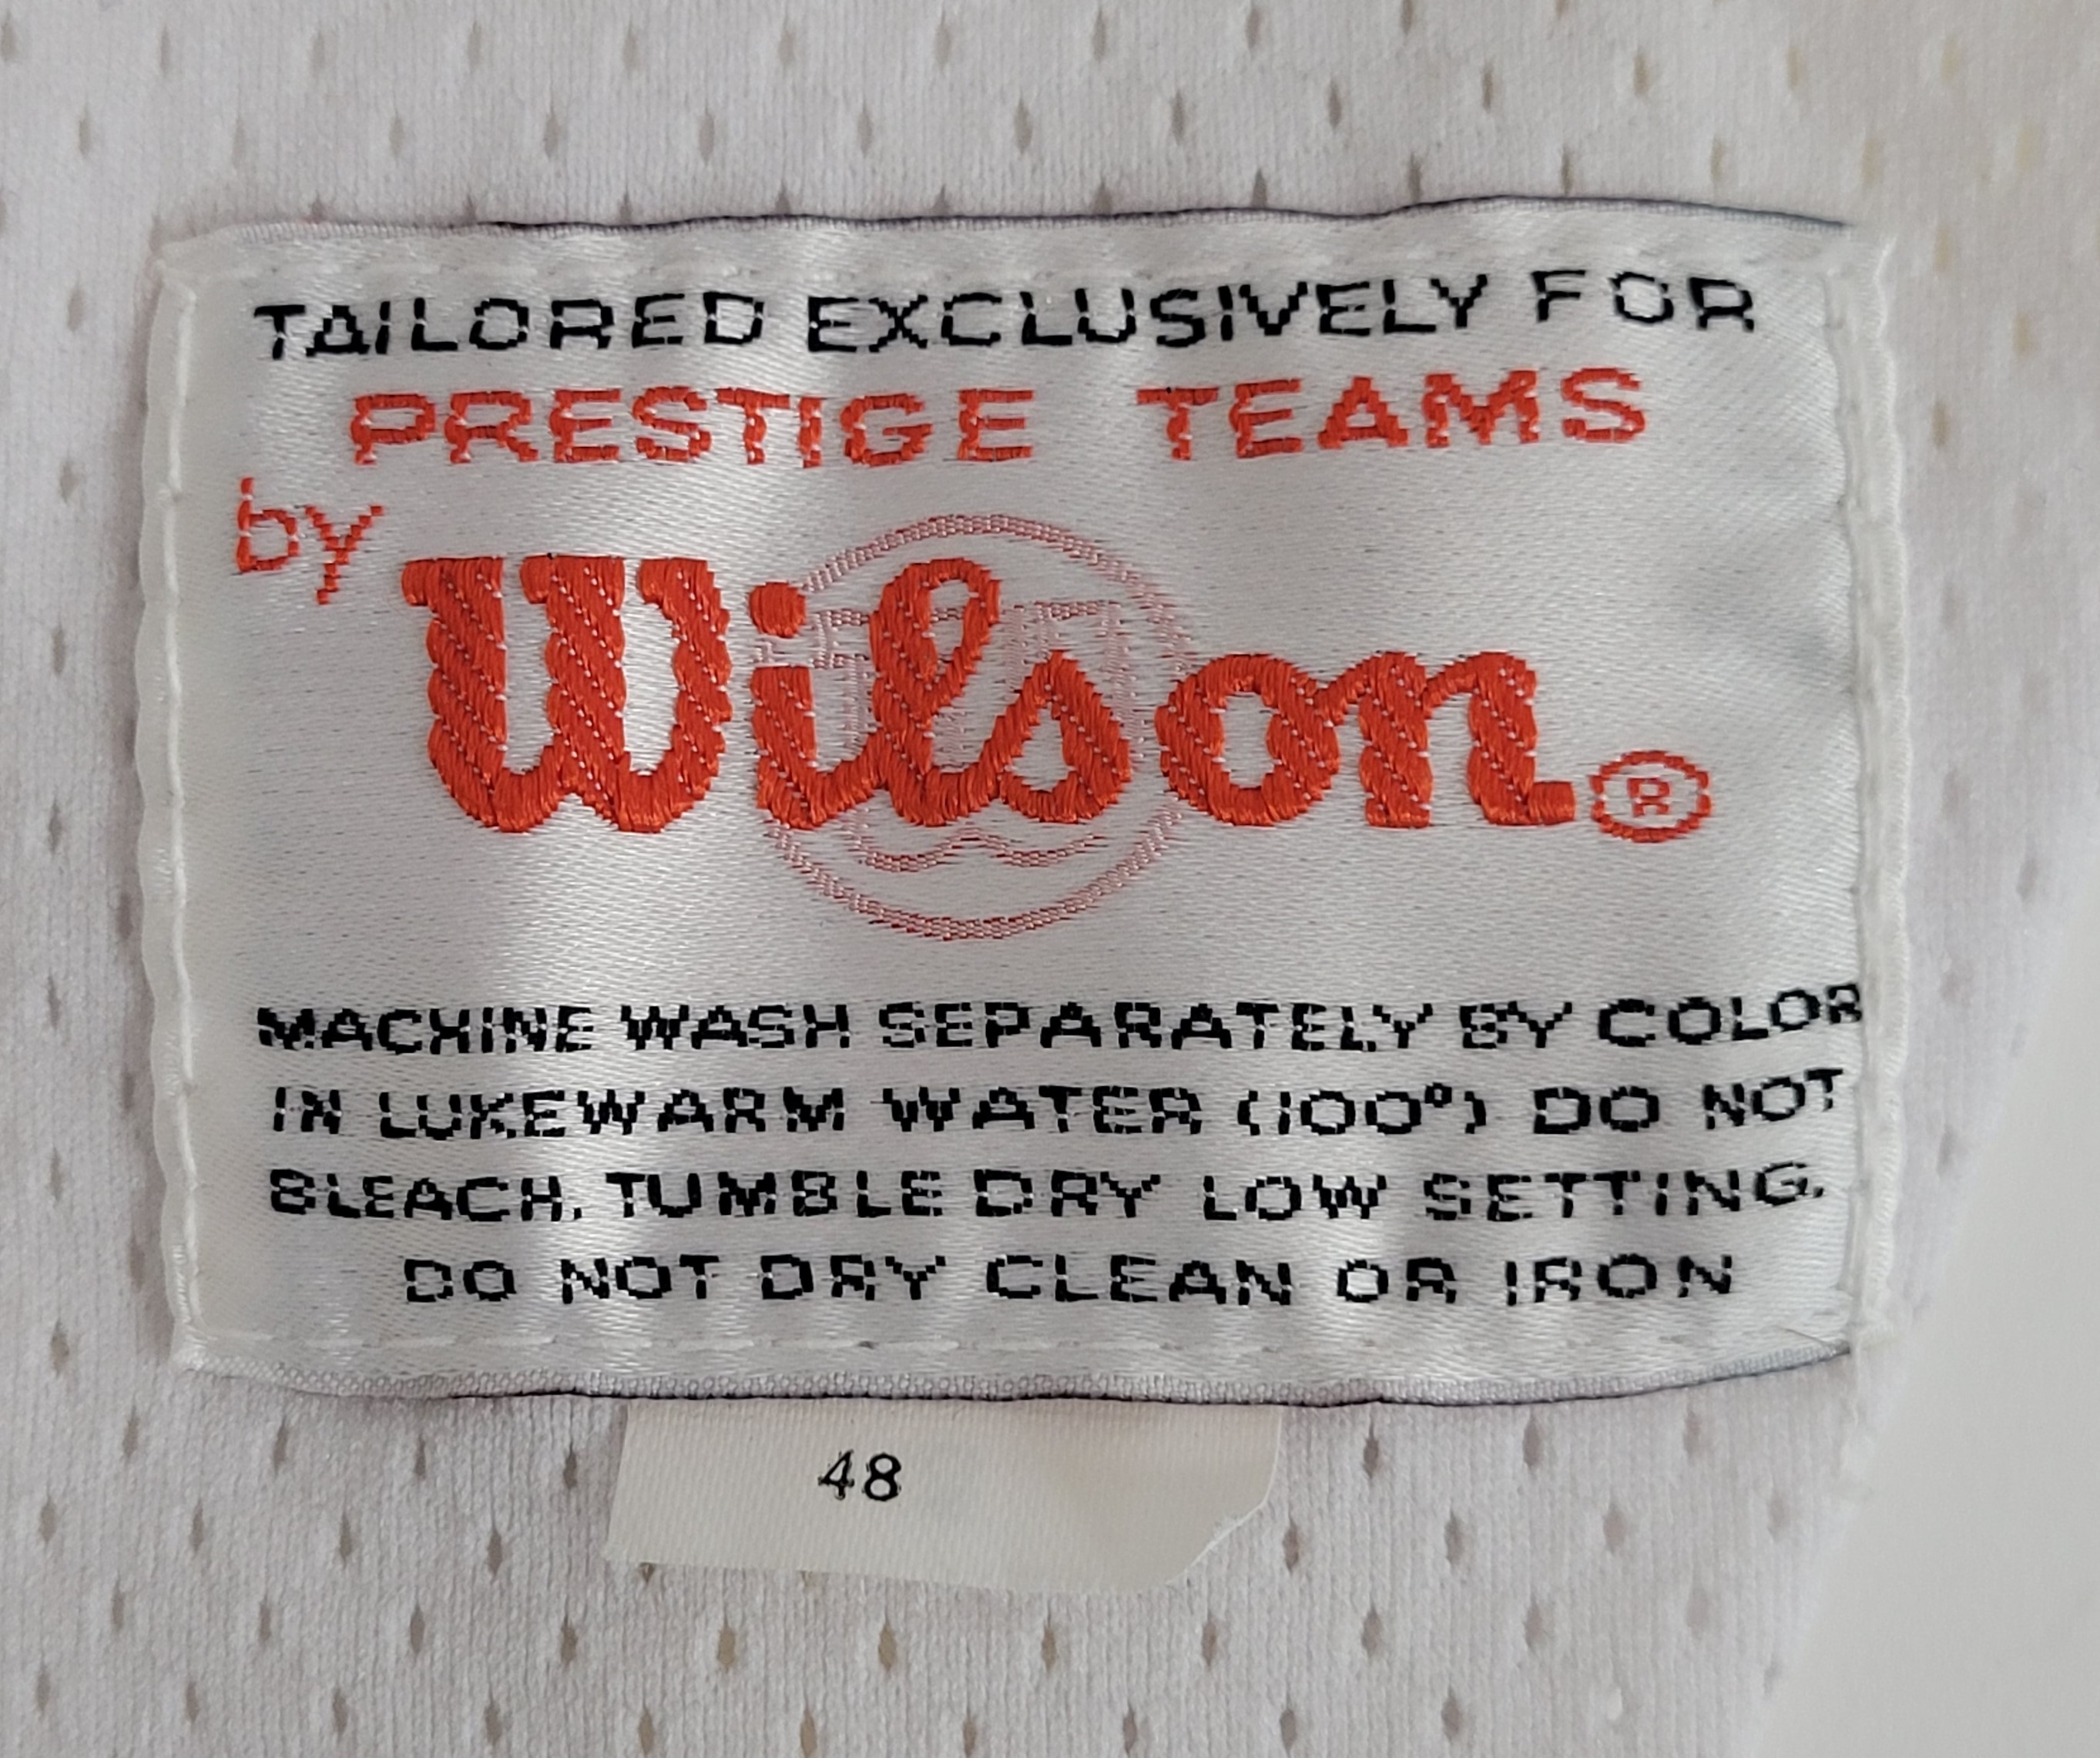 TAILORED EXCLUSIVELY FOR
PRESTIGE TEAMS
by
Wilson®
MACHINE WASH SEPARATELY BY COLOR
IN LUKEWARM WATER (100°) DO NOT
BLEACH. TUMBLE DRY LOW SETTING.
DO NOT DRY CLEAN OR IRON
48